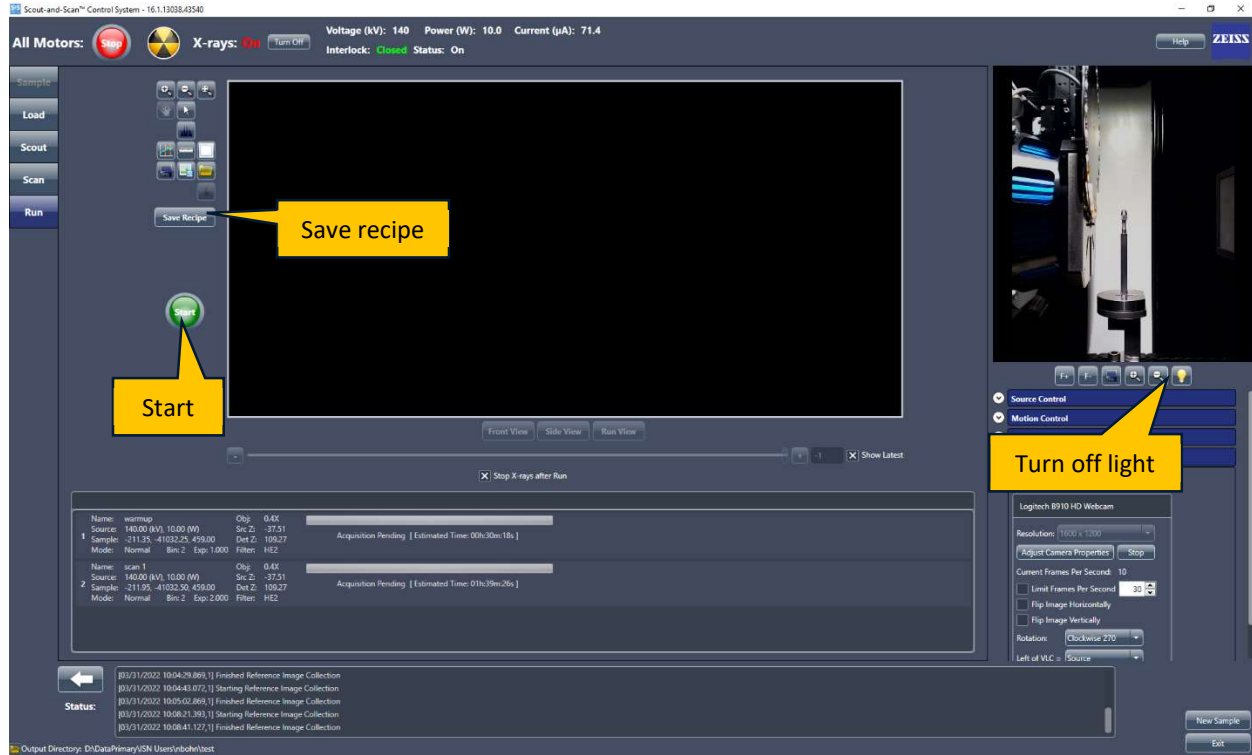 Scout-and-Scan™ Control System - 16.1.13038.43540
All Motors: Stop X-rays: On Turn Off
Voltage (kV): 140 Power (W): 10.0 Current (µA): 71.4
Interlock: Closed Status: On
Help
ZEISS
Sample
Load
Scout
Scan
Run
Save Recipe
Save recipe
Start
Start
F+ F-
Source Control
Motion Control
Turn off light
Front View Side View Run View
- + -1 Show Latest
Stop X-rays after Run
Logitech B910 HD Webcam
Resolution: 1600 x 1200
Adjust Camera Properties Stop
Current Frames Per Second: 10
Limit Frames Per Second 30
Flip Image Horizontally
Flip Image Vertically
Rotation: Clockwise 270
Left of VLC = Source
1
Name: warmup Obj: 0.4X
Source: 140.00 (kV), 10.00 (W) Src Z: -37.51
Sample: -211.35, -41032.25, 459.00 Det Z: 109.27
Mode: Normal Bin: 2 Exp: 1.000 Filter: HE2
Acquisition Pending [ Estimated Time: 00h:30m:18s ]
2
Name: scan 1 Obj: 0.4X
Source: 140.00 (kV), 10.00 (W) Src Z: -37.51
Sample: -211.95, -41032.50, 459.00 Det Z: 109.27
Mode: Normal Bin: 2 Exp: 2.000 Filter: HE2
Acquisition Pending [ Estimated Time: 01h:39m:26s ]
Status:
[03/31/2022 10:04:29.869,1] Finished Reference Image Collection
[03/31/2022 10:04:43.072,1] Starting Reference Image Collection
[03/31/2022 10:05:02.869,1] Finished Reference Image Collection
[03/31/2022 10:08:21.393,1] Starting Reference Image Collection
[03/31/2022 10:08:41.127,1] Finished Reference Image Collection
New Sample
Exit
Output Directory: D:\DataPrimary\ISN Users\nbohn\test